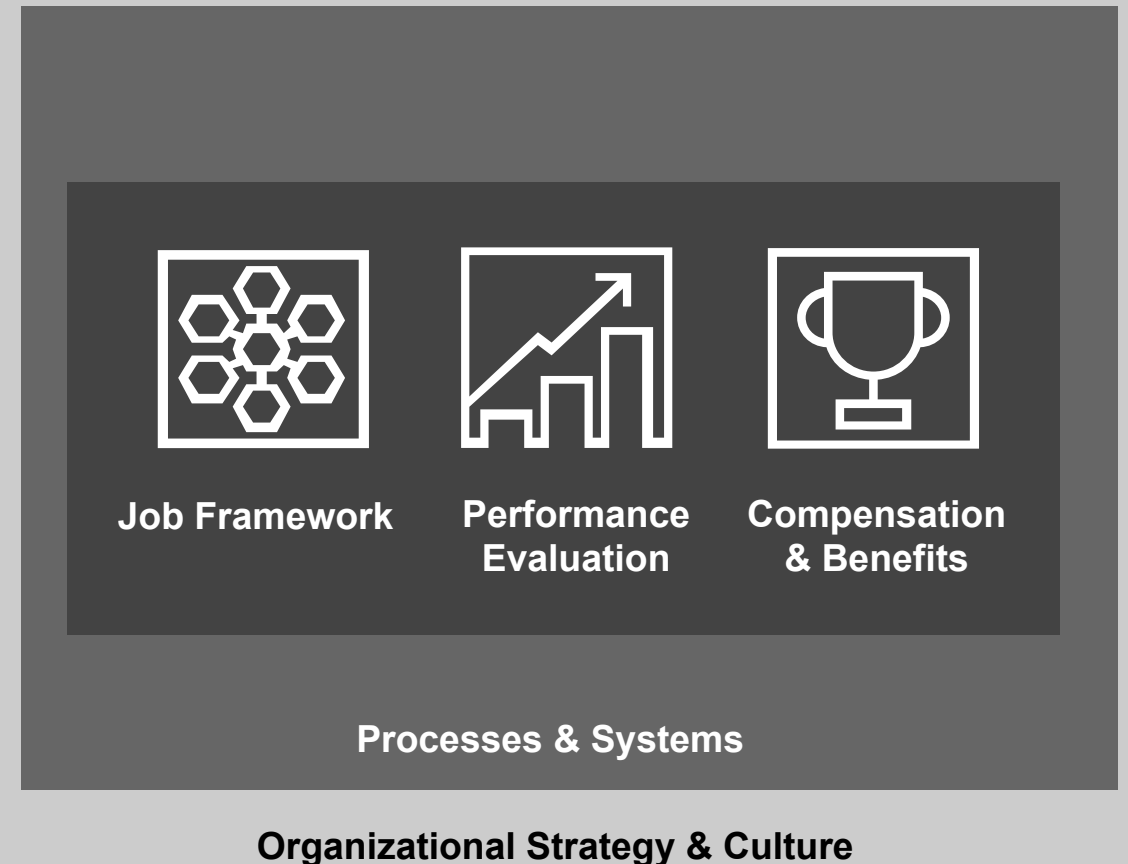 Job Framework
Performance
Evaluation
Compensation
& Benefits
Processes & Systems
Organizational Strategy & Culture